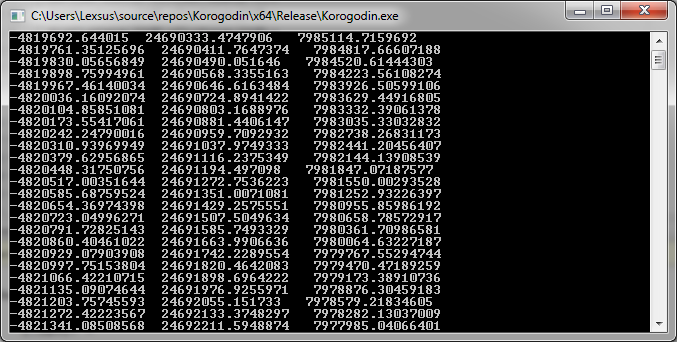 C:\Users\Lexsus\source\repos\Korogodin\x64\Release\Korogodin.exe
-4819692.644015 24690333.4747906 7985114.7159692
-4819761.35125696 24690411.7647374 7984817.66607188
-4819830.05656849 24690490.051646 7984520.61444303
-4819898.75994961 24690568.3355163 7984223.56108274
-4819967.46140034 24690646.6163484 7983926.50599106
-4820036.16092074 24690724.8941422 7983629.44916805
-4820104.85851081 24690803.1688976 7983332.39061378
-4820173.55417061 24690881.4406147 7983035.33032832
-4820242.24790016 24690959.7092932 7982738.26831173
-4820310.93969949 24691037.9749333 7982441.20456407
-4820379.62956865 24691116.2375349 7982144.13908539
-4820448.31750756 24691194.497098 7981847.07187577
-4820517.00351644 24691272.7536223 7981550.00293528
-4820585.68759524 24691351.0071081 7981252.93226397
-4820654.36974398 24691429.2575551 7980955.85986192
-4820723.04996271 24691507.5049634 7980658.78572917
-4820791.72825143 24691585.7493329 7980361.70986581
-4820860.40461022 24691663.9906636 7980064.63227187
-4820929.07903908 24691742.2289554 7979767.55294744
-4820997.75153804 24691820.4642083 7979470.47189259
-4821066.42210715 24691898.6964222 7979173.38910736
-4821135.09074644 24691976.9255971 7978876.30459183
-4821203.75745593 24692055.151733 7978579.21834605
-4821272.42223567 24692133.3748297 7978282.13037009
-4821341.08508568 24692211.5948874 7977985.04066401